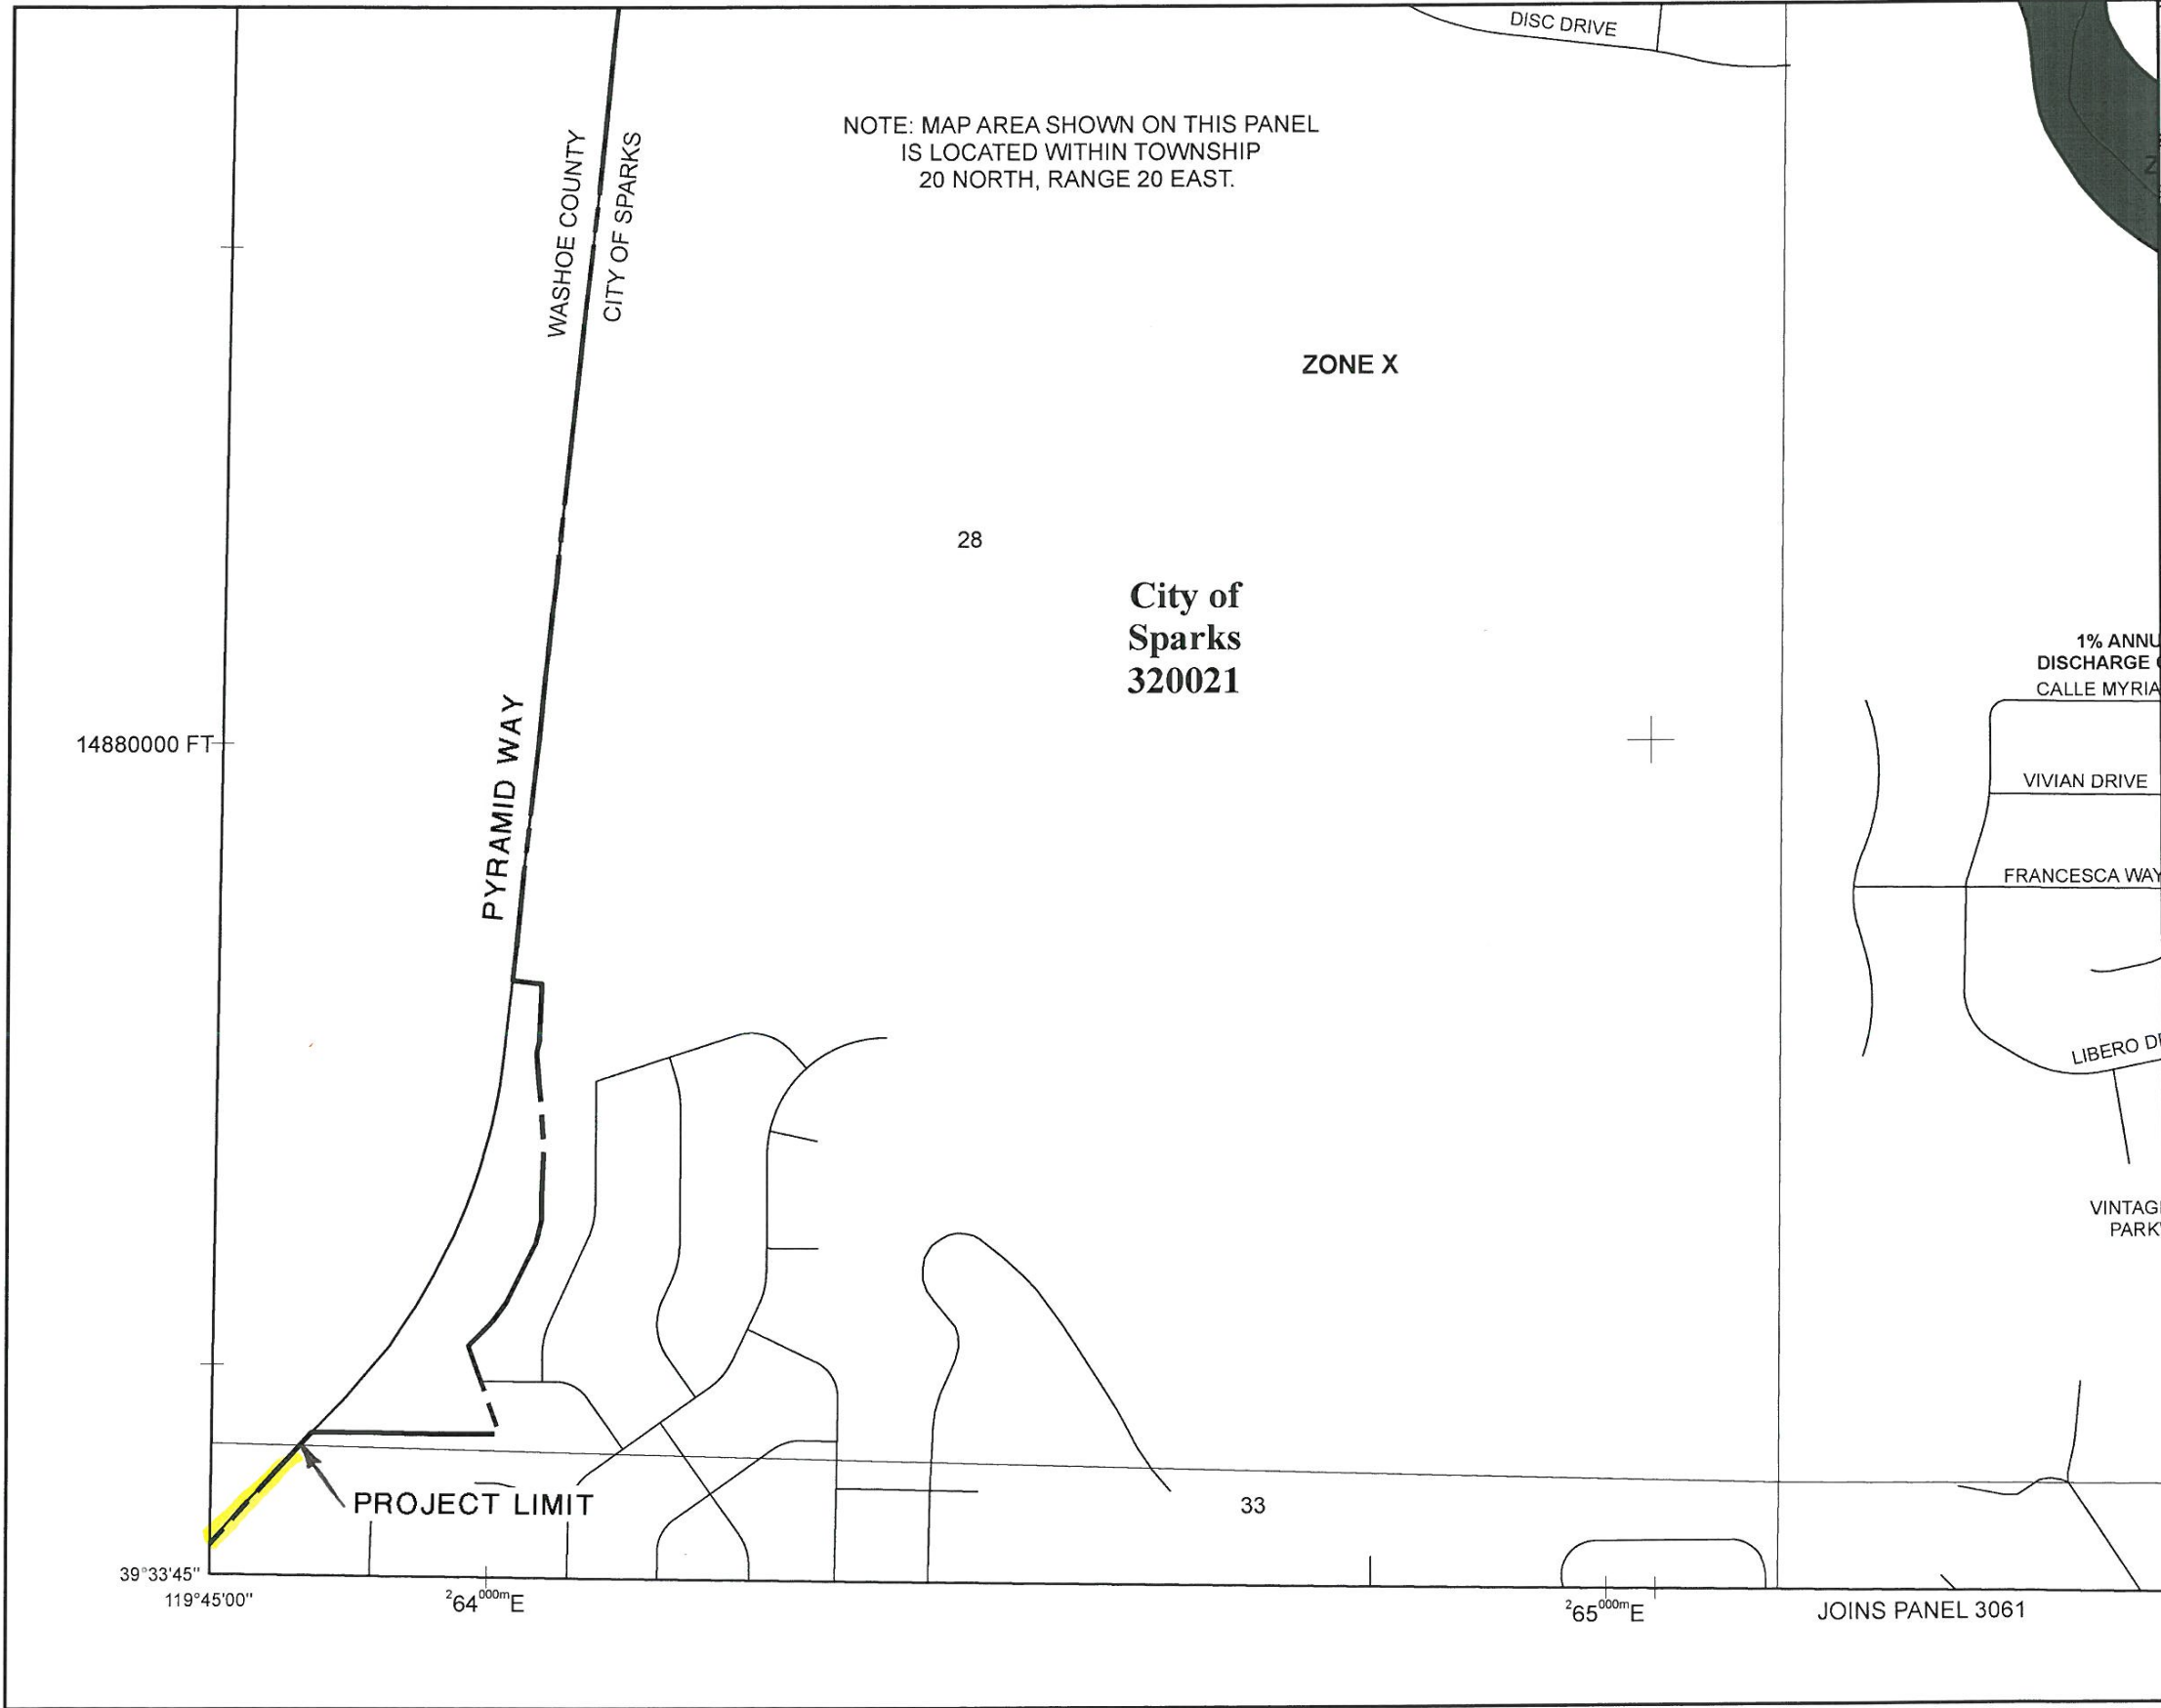 DISC DRIVE
NOTE: MAP AREA SHOWN ON THIS PANEL
IS LOCATED WITHIN TOWNSHIP
20 NORTH, RANGE 20 EAST.
WASHOE COUNTY
CITY OF SPARKS
Z
ZONE X
28
City of
Sparks
320021
1% ANNU
DISCHARGE
CALLE MYRIA
PYRAMID WAY
14880000 FT
VIVIAN DRIVE
FRANCESCA WAY
LIBERO D
VINTAG
PARK
PROJECT LIMIT
33
39°33'45"
119°45'00"
264000mE
265000mE
JOINS PANEL 3061